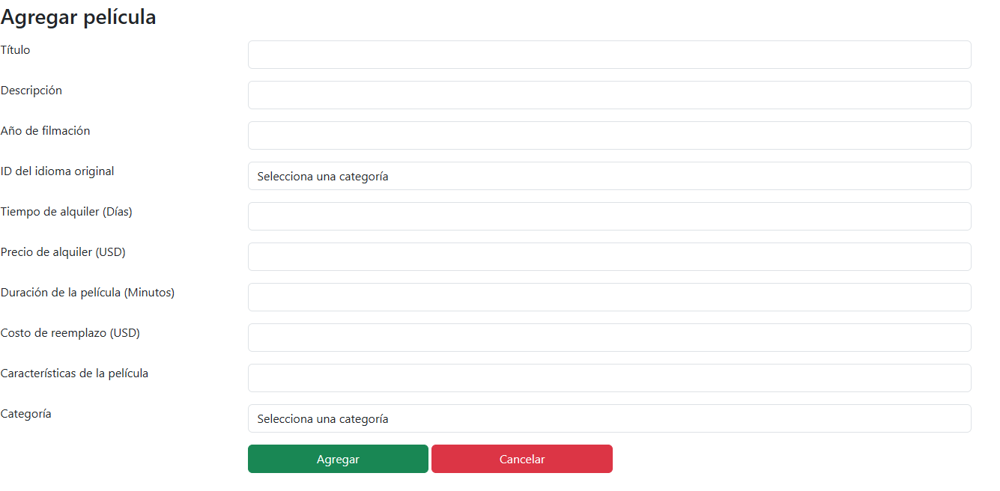 Agregar película
Título
Descripción
Año de filmación
ID del idioma original
Selecciona una categoría
Tiempo de alquiler (Días)
Precio de alquiler (USD)
Duración de la película (Minutos)
Costo de reemplazo (USD)
Características de la película
Categoría
Selecciona una categoría
Agregar
Cancelar